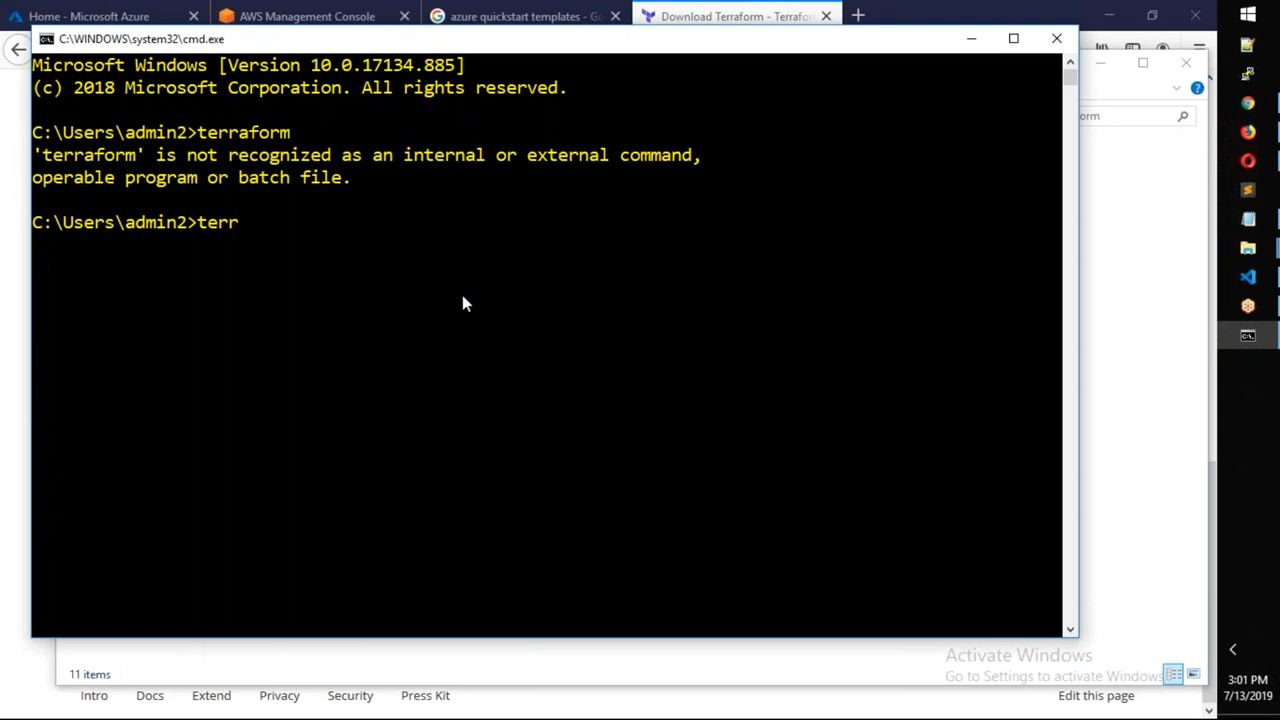 Home - Microsoft Azure
AWS Management Console
azure quickstart templates - Go
Download Terraform - Terrafor
C:\WINDOWS\system32\cmd.exe
Microsoft Windows [Version 10.0.17134.885]
(c) 2018 Microsoft Corporation. All rights reserved.
C:\Users\admin2>terraform
'terraform' is not recognized as an internal or external command,
operable program or batch file.
C:\Users\admin2>terr
orm
11 items
Activate Windows
Go to Settings to activate Windows.
Intro Docs Extend Privacy Security Press Kit
Edit this page
3:01 PM
7/13/2019